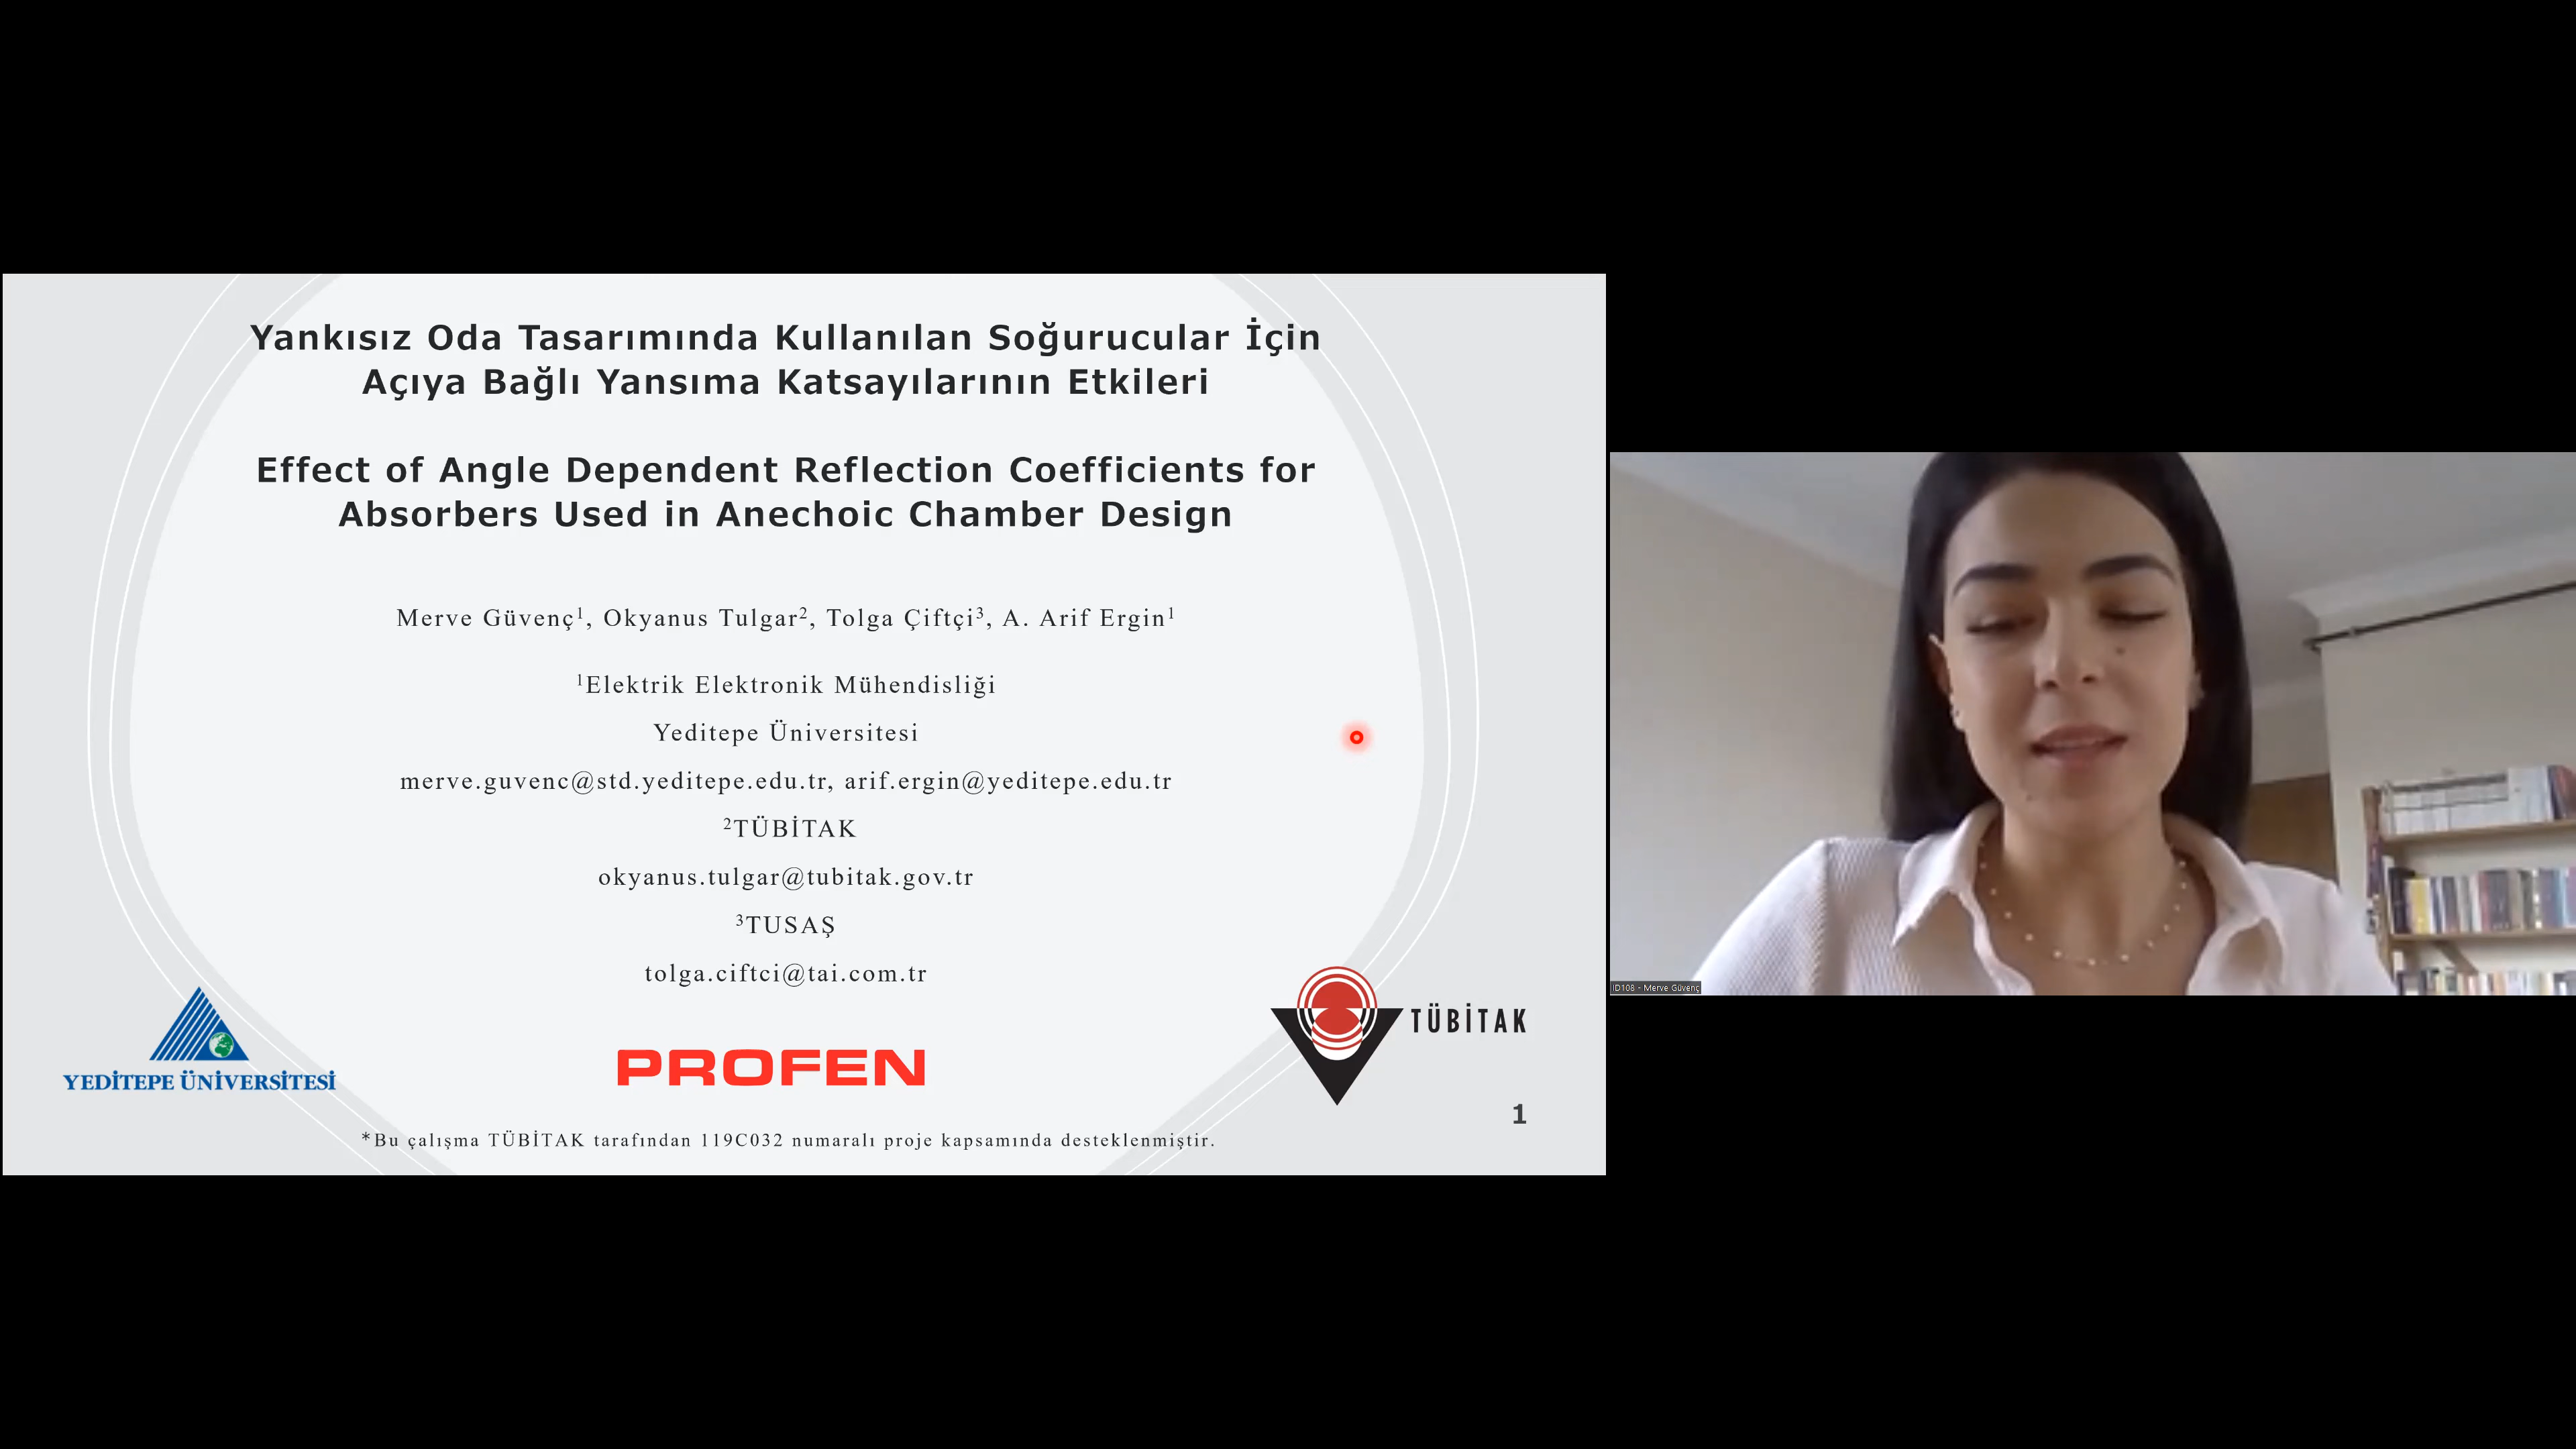 Yankısız Oda Tasarımında Kullanılan Soğurucular İçin
Açıya Bağlı Yansıma Katsayılarının Etkileri
Effect of Angle Dependent Reflection Coefficients for
Absorbers Used in Anechoic Chamber Design
Merve Güvenç¹, Okyanus Tulgar², Tolga Çiftçi³, A. Arif Ergin¹
¹Elektrik Elektronik Mühendisliği
Yeditepe Üniversitesi
merve.guvenc@std.yeditepe.edu.tr, arif.ergin@yeditepe.edu.tr
²TÜBİTAK
okyanus.tulgar@tubitak.gov.tr
³TUSAŞ
tolga.ciftci@tai.com.tr
YEDİTEPE ÜNİVERSİTESİ
PROFEN
TÜBİTAK
1
*Bu çalışma TÜBİTAK tarafından 119C032 numaralı proje kapsamında desteklenmiştir.
ID108 - Merve Güvenç